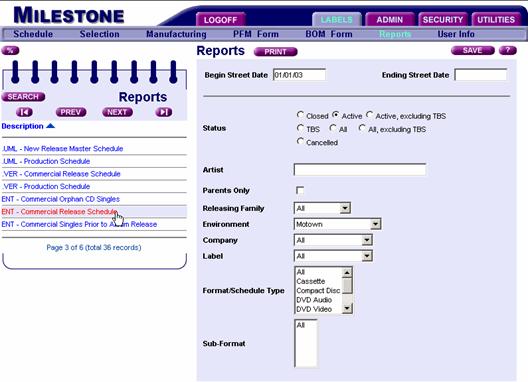 MILESTONE
LOGOFF LABELS ADMIN SECURITY UTILITIES
Schedule Selection Manufacturing PFM Form BOM Form Reports User Info
%
SEARCH
Reports
PREV NEXT
Description
.UML - New Release Master Schedule
.UML - Production Schedule
.VER - Commercial Release Schedule
.VER - Production Schedule
ENT - Commercial Orphan CD Singles
ENT - Commercial Release Schedule
ENT - Commercial Singles Prior to Release
Page 3 of 6 (total 36 records)
Reports PRINT SAVE ?
Begin Street Date 01/01/03 Ending Street Date
Status
Closed Active Active, excluding TBS
TBS All All, excluding TBS
Cancelled
Artist
Parents Only
Releasing Family All
Environment Motown
Company All
Label All
Format/Schedule Type
All
Cassette
Compact Disc
DVD Audio
DVD Video
Sub-Format
All